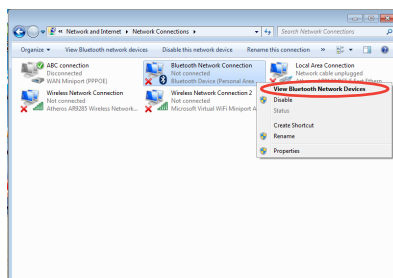 « Network and Internet ▸ Network Connections ▸
Search Network Connections
Organize ▾ View Bluetooth network devices Disable this network device Rename this connection »
ABC connection
Disconnected
WAN Miniport (PPPOE)
Bluetooth Network Connection
Not connected
Bluetooth Device (Personal Area
Local Area Connection
Network cable unplugged
Wireless Network Connection
Not connected
Atheros AR9285 Wireless Network...
Wireless Network Connection 2
Not connected
Microsoft Virtual WiFi Miniport A
View Bluetooth Network Devices
Disable
Status
Create Shortcut
Rename
Properties